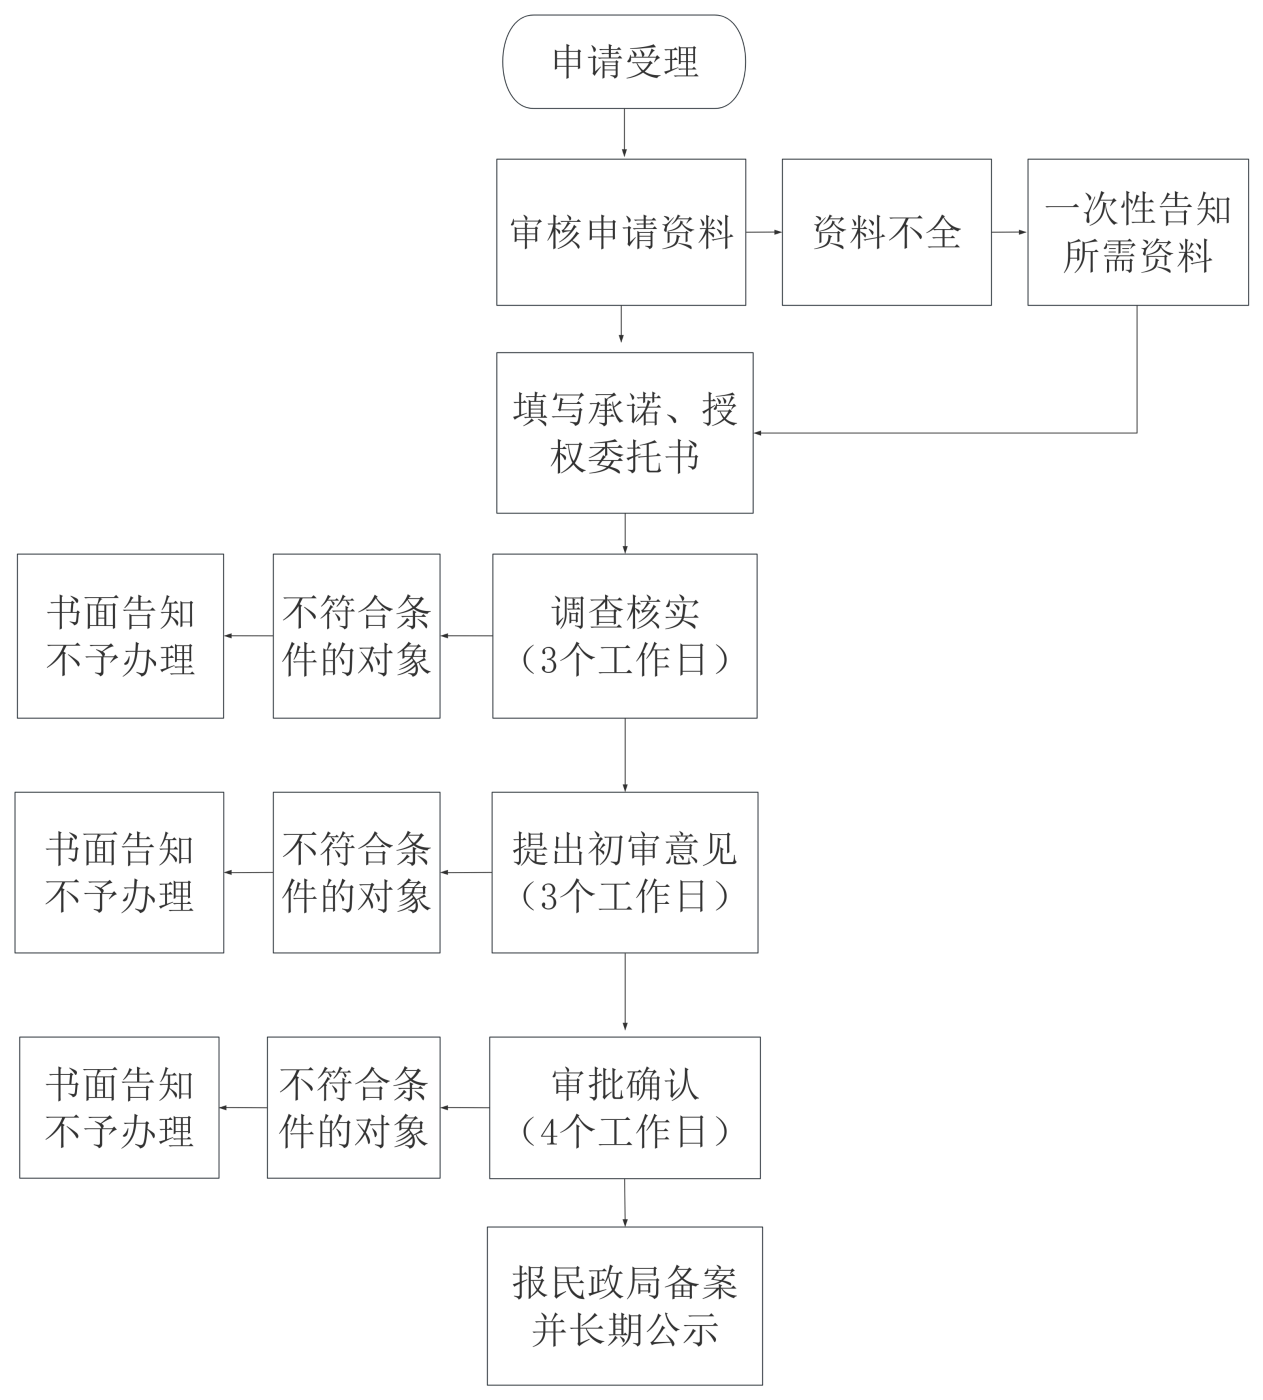 申请受理
审核申请资料
资料不全
一次性告知
所需资料
填写承诺、授
权委托书
书面告知
不予办理
不符合条
件的对象
调查核实
（3个工作日）
书面告知
不予办理
不符合条
件的对象
提出初审意见
（3个工作日）
书面告知
不予办理
不符合条
件的对象
审批确认
（4个工作日）
报民政局备案
并长期公示